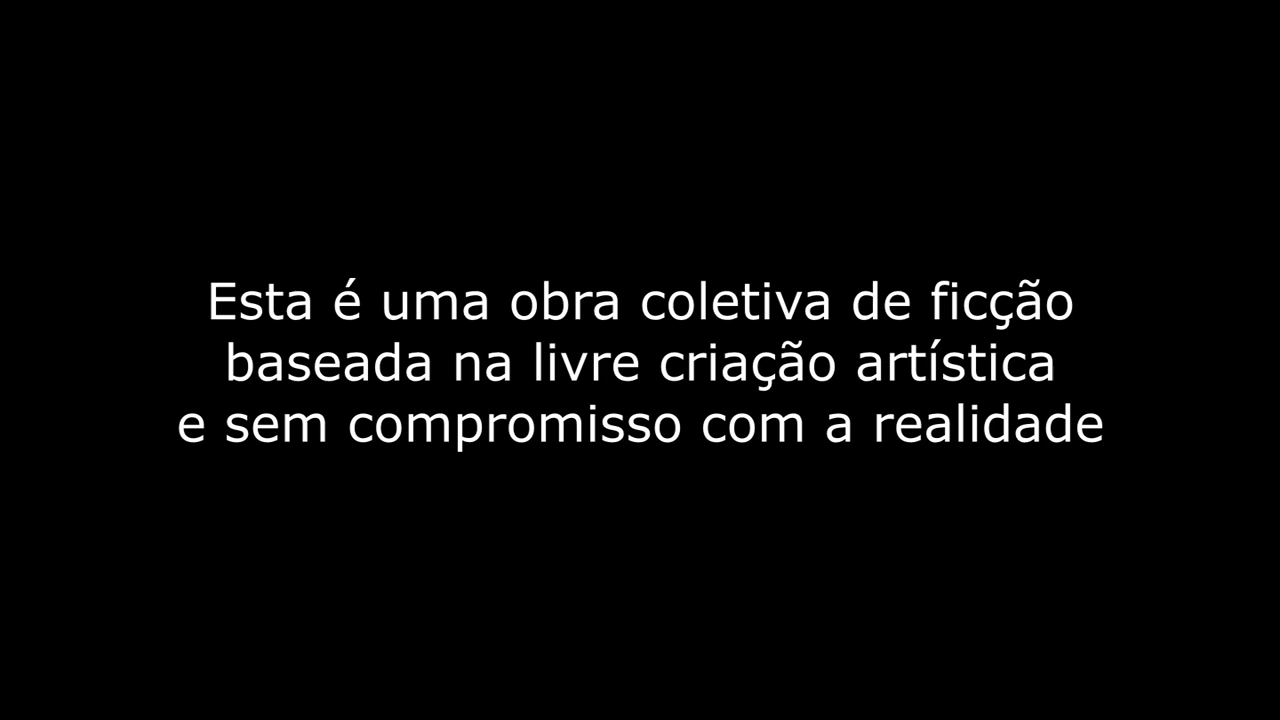 Esta é uma obra coletiva de ficção
baseada na livre criação artística
e sem compromisso com a realidade